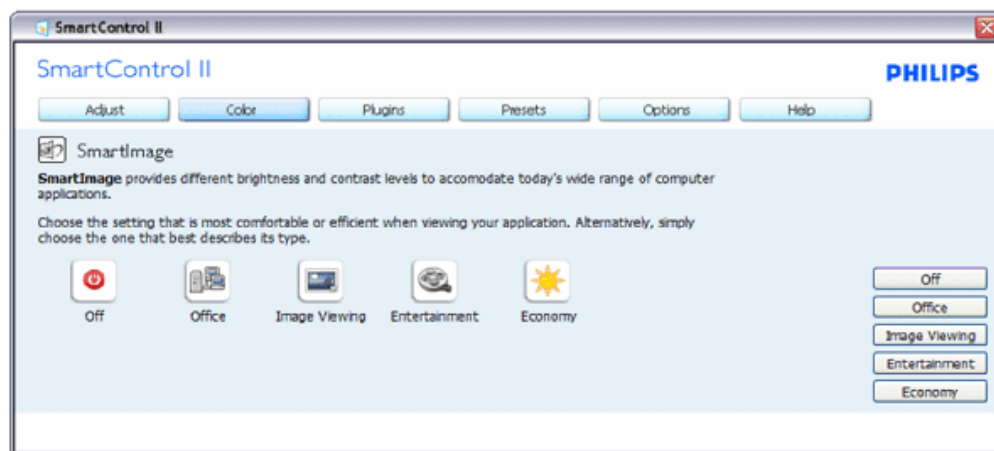 SmartControl II
SmartControl II
PHILIPS
Adjust Color Plugins Presets Options Help
SmartImage
SmartImage provides different brightness and contrast levels to accomodate today's wide range of computer
applications.
Choose the setting that is most comfortable or efficient when viewing your application. Alternatively, simply
choose the one that best describes its type.
Off Office Image Viewing Entertainment Economy
Off
Office
Image Viewing
Entertainment
Economy